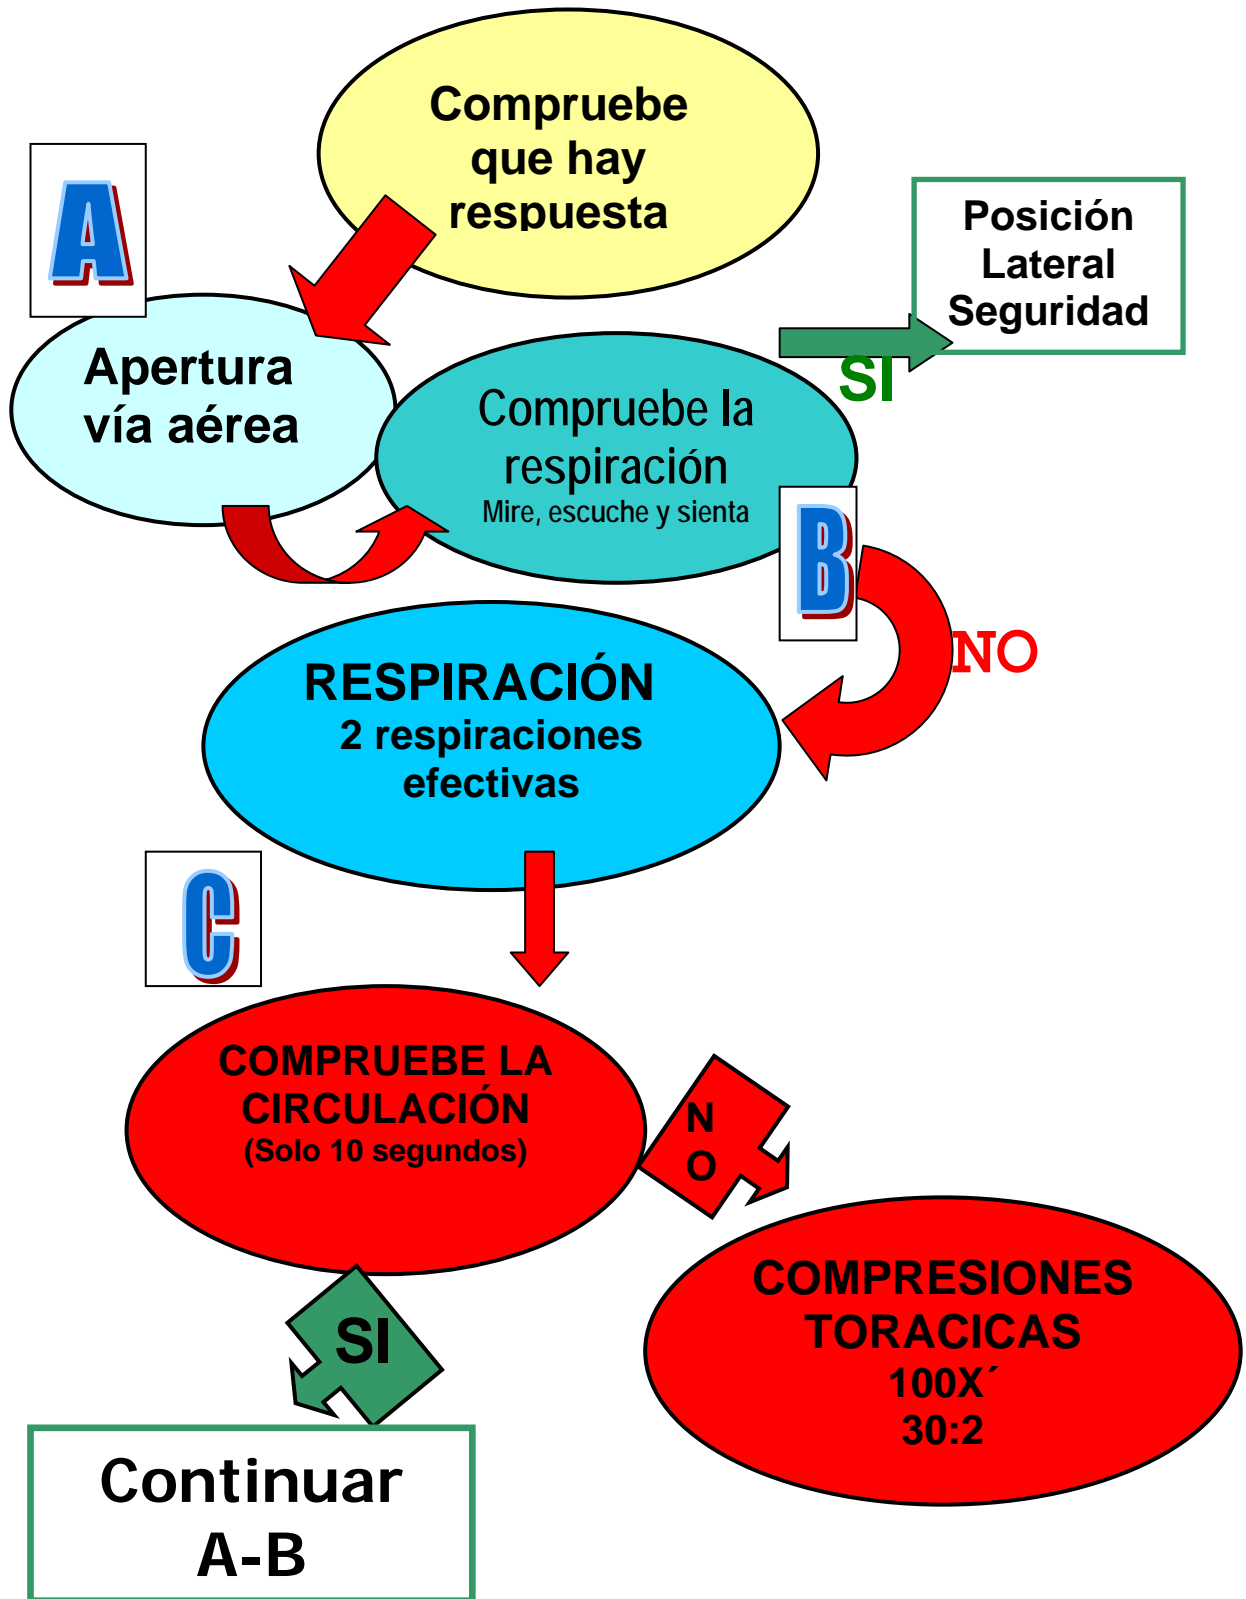 Compruebe
que hay
respuesta
A
Posición
Lateral
Seguridad
SI
Apertura
vía aérea
Compruebe la
respiración
Mire, escuche y sienta
B
NO
RESPIRACIÓN
2 respiraciones
efectivas
C
COMPRUEBE LA
CIRCULACIÓN
(Solo 10 segundos)
N
O
COMPRESIONES
TORACICAS
100X´
30:2
SI
Continuar
A-B